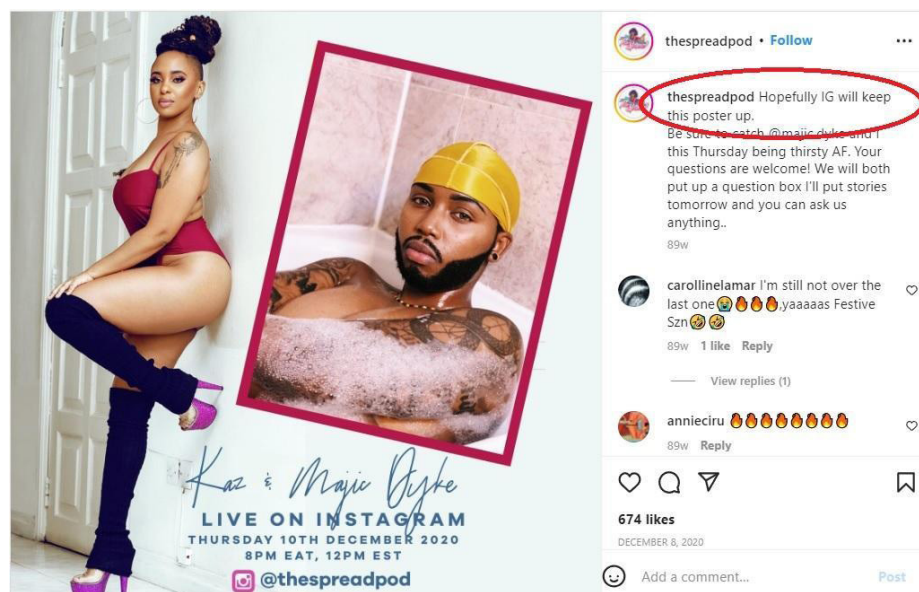 Kaz & Majic Dyke
LIVE ON INSTAGRAM
THURSDAY 10TH DECEMBER 2020
8PM EAT, 12PM EST
@thespreadpod
thespreadpod • Follow
thespreadpod Hopefully IG will keep
this poster up.
Be sure to catch @majic.dyke and I
this Thursday being thirsty AF. Your
questions are welcome! We will both
put up a question box I'll put stories
tomorrow and you can ask us
anything..
89w
carollinelamar I'm still not over the
last one😭🔥🔥🔥,yaaaaas Festive
Szn🤣🤣
89w 1 like Reply
View replies (1)
annieciru 🔥🔥🔥🔥🔥🔥🔥🔥
89w Reply
674 likes
DECEMBER 8, 2020
Add a comment... Post